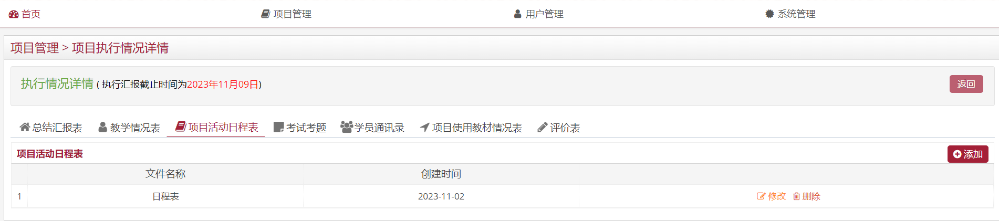 首页 项目管理 用户管理 系统管理
项目管理 > 项目执行情况详情
执行情况详情 ( 执行汇报截止时间为2023年11月09日) 返回
总结汇报表 教学情况表 项目活动日程表 考试考题 学员通讯录 项目使用教材情况表 评价表
项目活动日程表 添加
文件名称 创建时间
1 日程表 2023-11-02 修改 删除